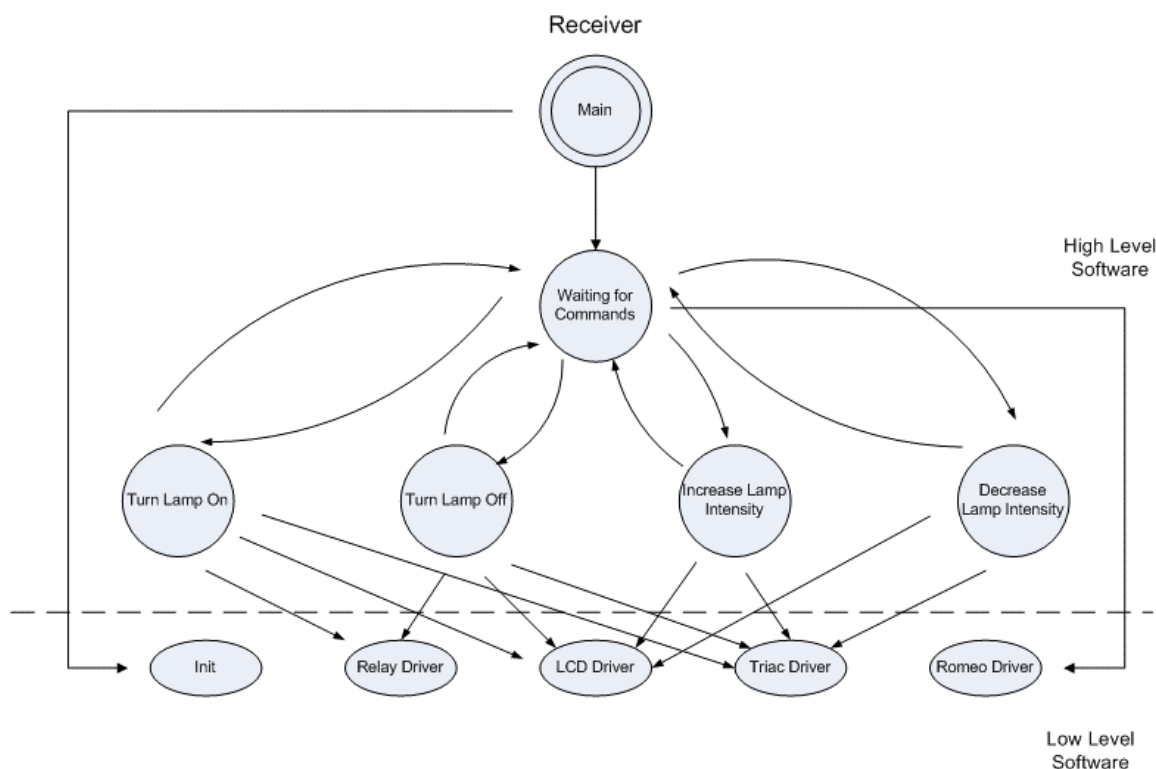 Receiver
Main
High Level
Software
Waiting for
Commands
Turn Lamp On
Turn Lamp Off
Increase Lamp
Intensity
Decrease
Lamp Intensity
Init
Relay Driver
LCD Driver
Triac Driver
Romeo Driver
Low Level
Software